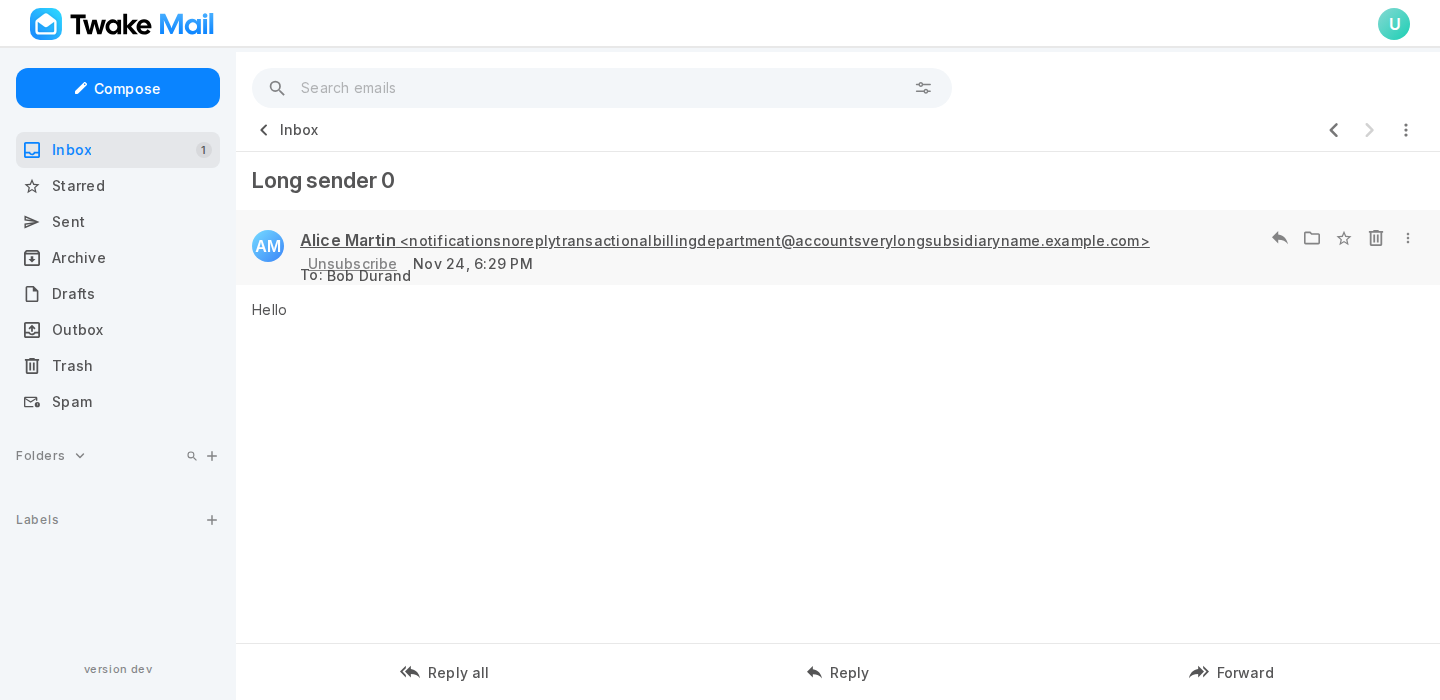 Twake Mail
U
Compose
Search emails
Inbox
Inbox 1
Starred
Sent
Archive
Drafts
Outbox
Trash
Spam
Folders
Labels
version dev
Long sender 0
AM
Alice Martin <notificationsnoreplytransactionalbillingdepartment@accountsverylongsubsidiaryname.example.com>
Unsubscribe Nov 24, 6:29 PM
To: Bob Durand
Hello
Reply all
Reply
Forward